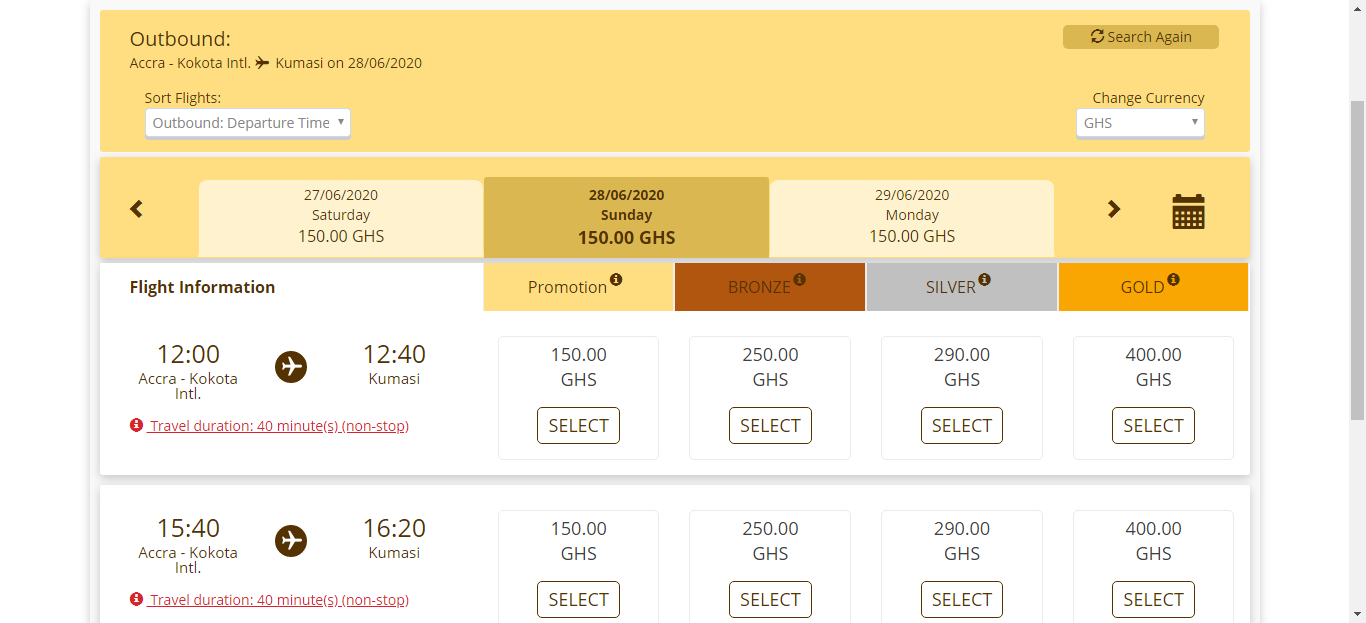 Outbound:
Search Again
Accra - Kokota Intl. Kumasi on 28/06/2020
Sort Flights:
Change Currency
Outbound: Departure Time
GHS
27/06/2020
Saturday
150.00 GHS
28/06/2020
Sunday
150.00 GHS
29/06/2020
Monday
150.00 GHS
Flight Information
Promotion
BRONZE
SILVER
GOLD
12:00
Accra - Kokota
Intl.
12:40
Kumasi
Travel duration: 40 minute(s) (non-stop)
150.00
GHS
SELECT
250.00
GHS
SELECT
290.00
GHS
SELECT
400.00
GHS
SELECT
15:40
Accra - Kokota
Intl.
16:20
Kumasi
Travel duration: 40 minute(s) (non-stop)
150.00
GHS
SELECT
250.00
GHS
SELECT
290.00
GHS
SELECT
400.00
GHS
SELECT